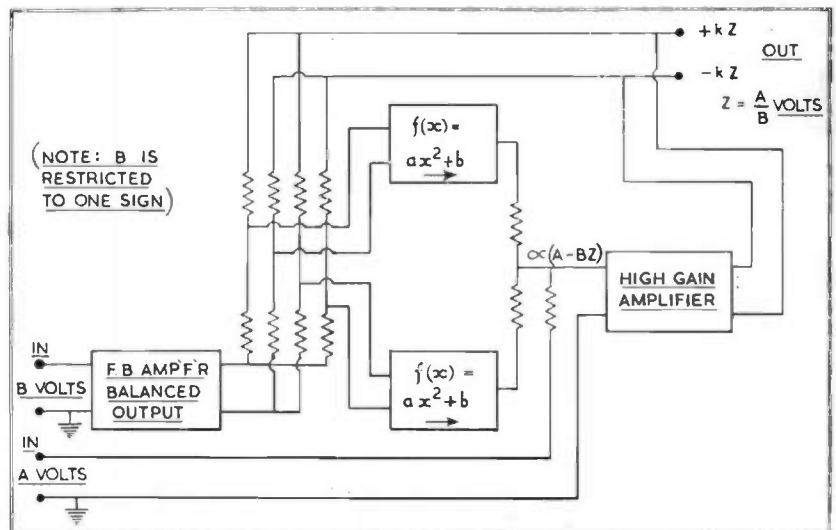 +kZ
OUT
-kZ
Z = A/B VOLTS
(NOTE: B IS
RESTRICTED
TO ONE SIGN)
f(x) =
ax²+b
∝(A-BZ)
HIGH GAIN
AMPLIFIER
IN
B VOLTS
F.B AMP'F'R
BALANCED
OUTPUT
f(x) =
ax²+b
IN
A VOLTS